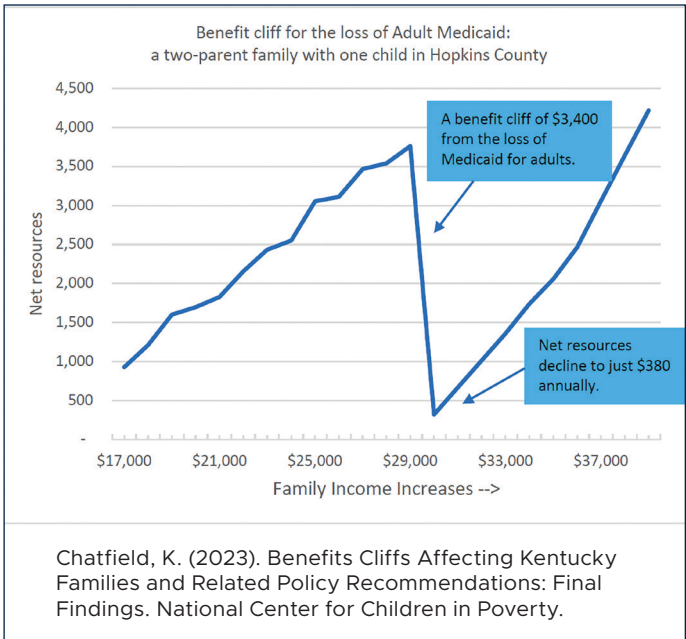 Benefit cliff for the loss of Adult Medicaid:
a two-parent family with one child in Hopkins County
4,500
4,000
3,500
3,000
2,500
2,000
1,500
1,000
500
-
Net resources
A benefit cliff of $3,400
from the loss of
Medicaid for adults.
Net resources
decline to just $380
annually.
$17,000 $21,000 $25,000 $29,000 $33,000 $37,000
Family Income Increases -->
Chatfield, K. (2023). Benefits Cliffs Affecting Kentucky
Families and Related Policy Recommendations: Final
Findings. National Center for Children in Poverty.